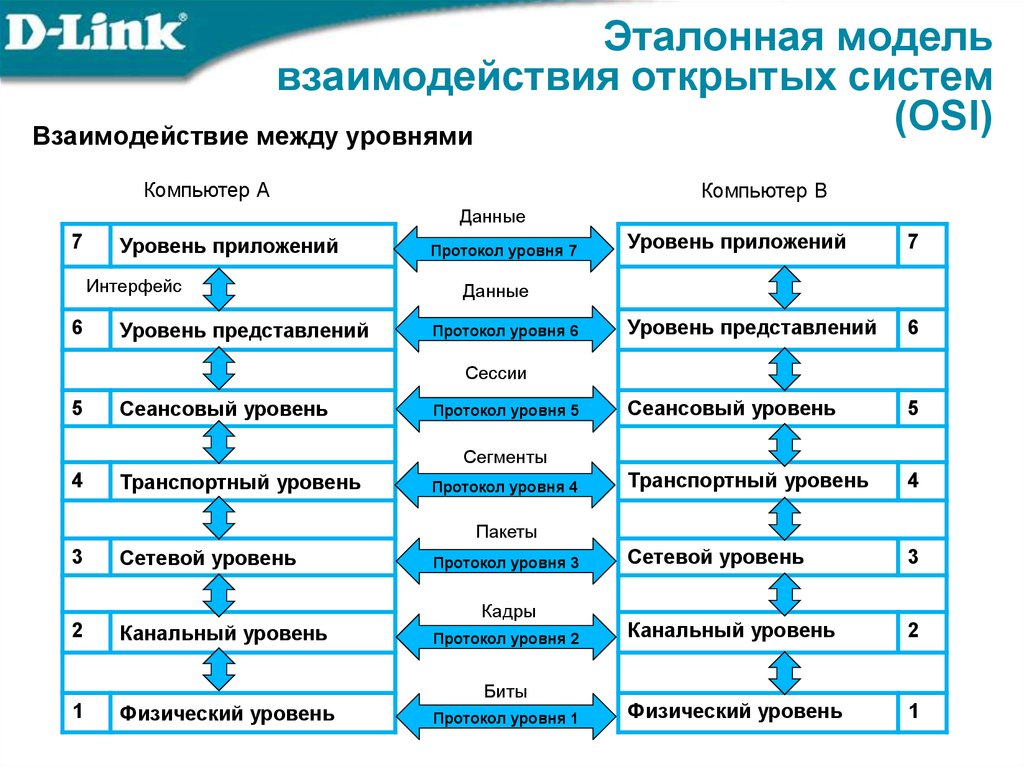 D-Link®
Эталонная модель
взаимодействия открытых систем
(OSI)
Взаимодействие между уровнями
Компьютер А
Компьютер В
Данные
7
Уровень приложений
Протокол уровня 7
Уровень приложений
7
Интерфейс
Данные
6
Уровень представлений
Протокол уровня 6
Уровень представлений
6
Сессии
5
Сеансовый уровень
Протокол уровня 5
Сеансовый уровень
5
Сегменты
4
Транспортный уровень
Протокол уровня 4
Транспортный уровень
4
Пакеты
3
Сетевой уровень
Протокол уровня 3
Сетевой уровень
3
Кадры
2
Канальный уровень
Протокол уровня 2
Канальный уровень
2
Биты
1
Физический уровень
Протокол уровня 1
Физический уровень
1